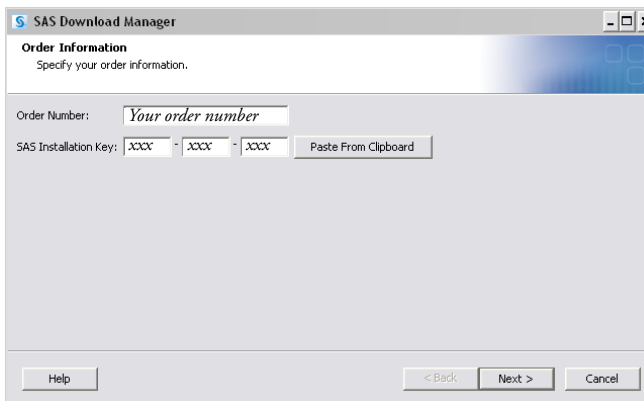 SAS Download Manager
Order Information
Specify your order information.
Order Number: Your order number
SAS Installation Key: xxx - xxx - xxx Paste From Clipboard
Help < Back Next > Cancel